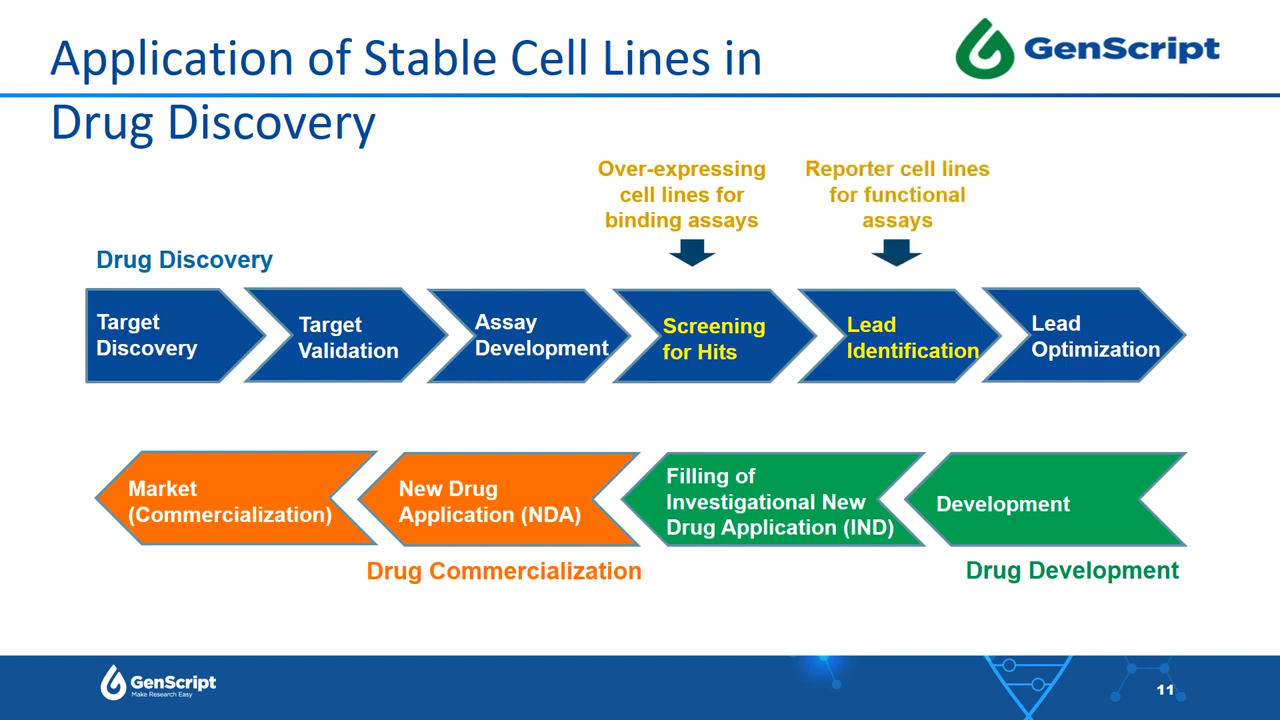 Application of Stable Cell Lines in
Drug Discovery
GenScript
Over-expressing
cell lines for
binding assays
Reporter cell lines
for functional
assays
Drug Discovery
Target
Discovery
Target
Validation
Assay
Development
Screening
for Hits
Lead
Identification
Lead
Optimization
Market
(Commercialization)
New Drug
Application (NDA)
Filling of
Investigational New
Drug Application (IND)
Development
Drug Commercialization
Drug Development
GenScript
Make Research Easy
11